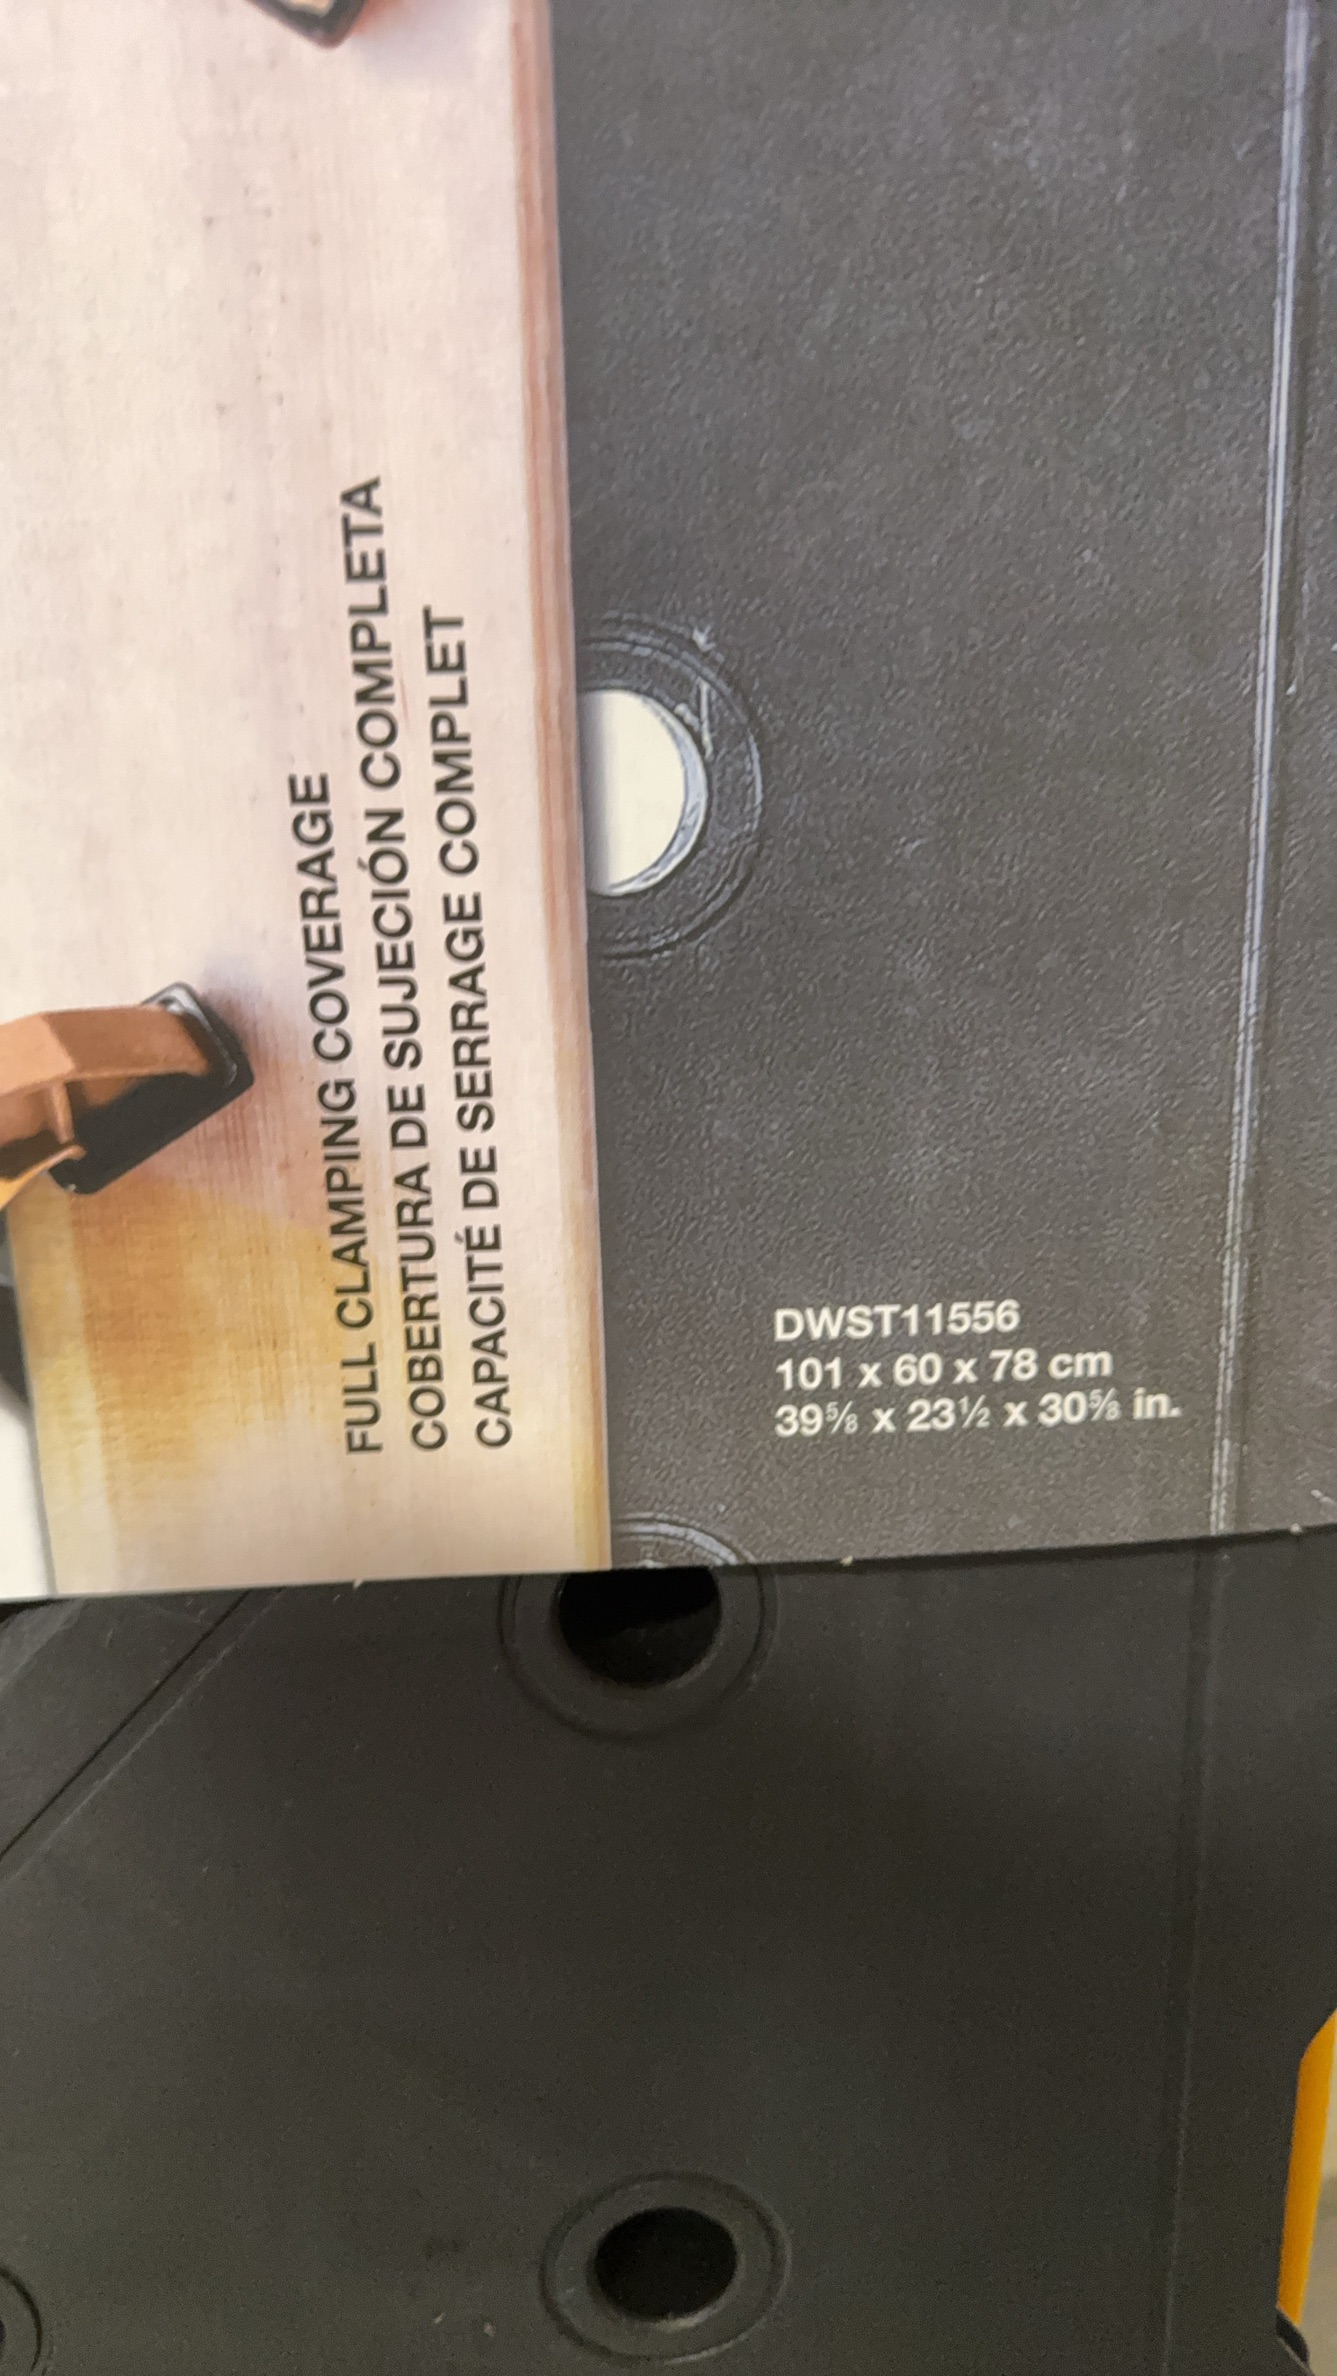 FULL CLAMPING COVERAGE
COBERTURA DE SUJECIÓN COMPLETA
CAPACITÉ DE SERRAGE COMPLET
DWST11556
101 x 60 x 78 cm
39⅝ x 23½ x 30⅝ in.